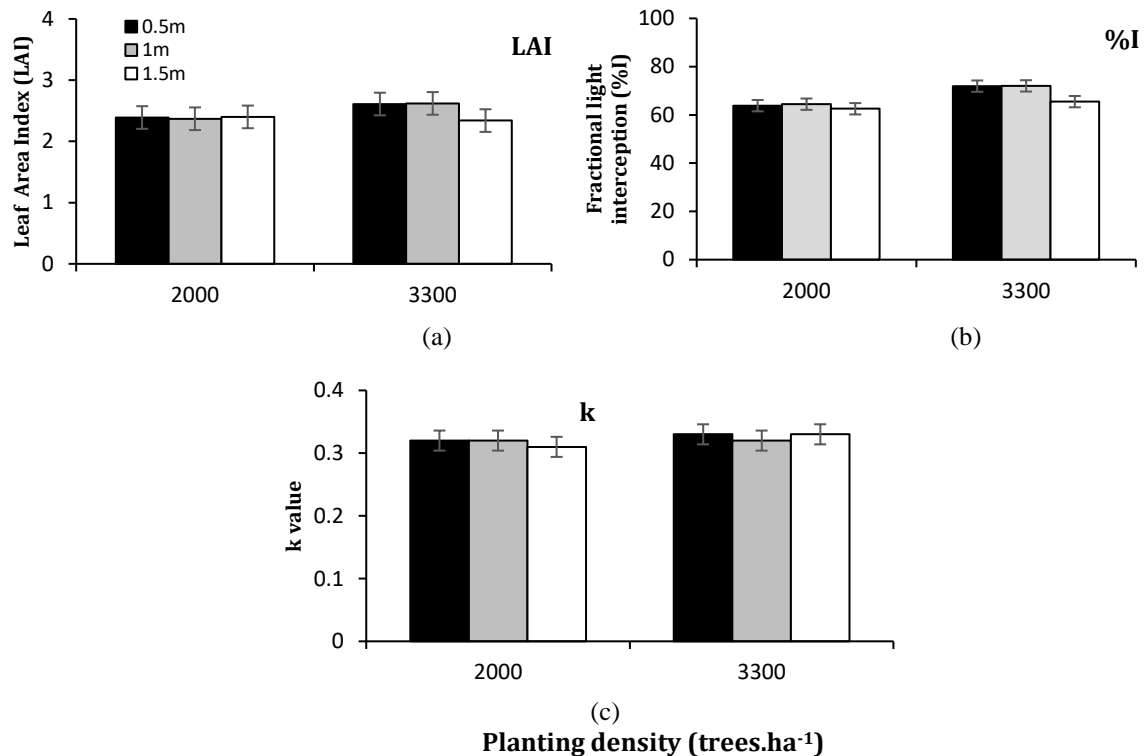 0.5m
1m
1.5m
LAI
Leaf Area Index (LAI)
4
3
2
1
0
2000
3300
(a)
%I
Fractional light
interception (%I)
100
80
60
40
20
0
2000
3300
(b)
k
k value
0.4
0.3
0.2
0.1
0
2000
3300
(c)
Planting density (trees.ha⁻¹)